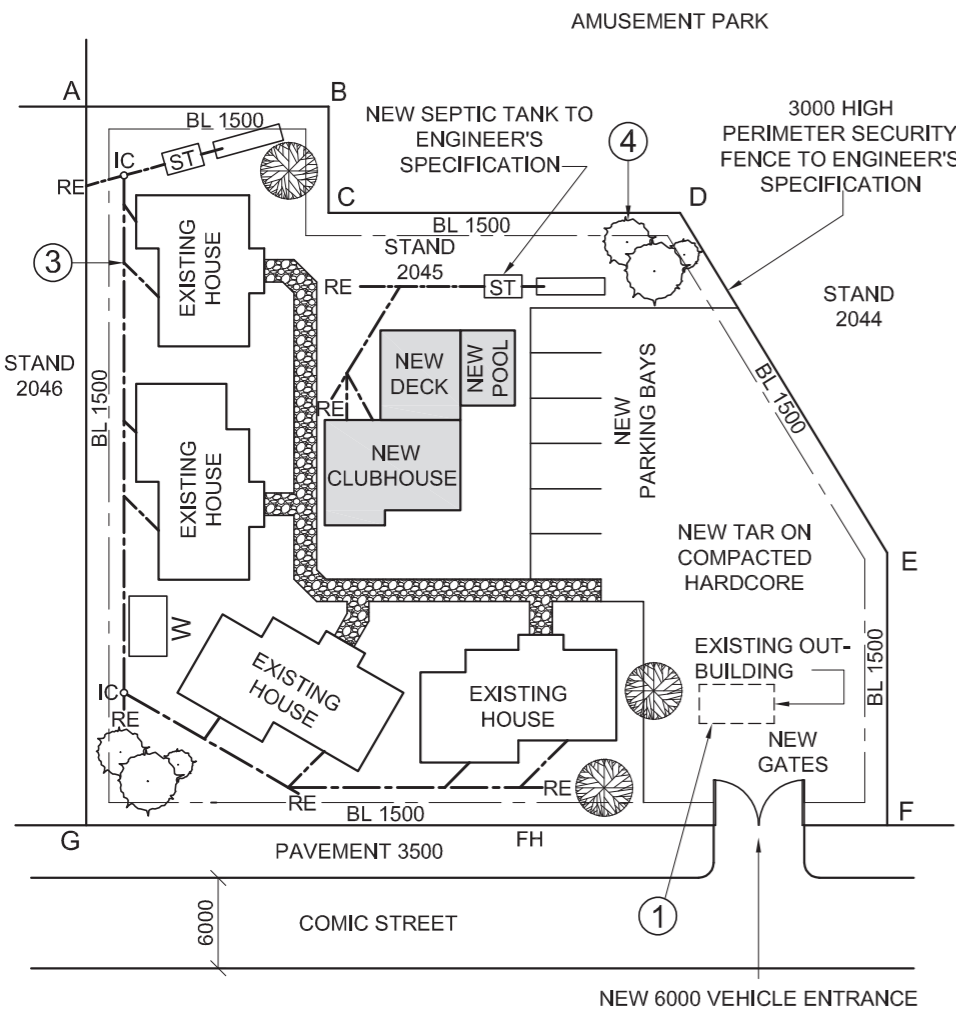 AMUSEMENT PARK
A
B
BL 1500
NEW SEPTIC TANK TO
ENGINEER'S
SPECIFICATION
4
3000 HIGH
PERIMETER SECURITY
FENCE TO ENGINEER'S
SPECIFICATION
IC
ST
RE
C
D
BL 1500
STAND
2045
3
EXISTING
HOUSE
RE
ST
STAND
2044
STAND
2046
BL 1500
NEW
DECK
NEW
POOL
RE
NEW
CLUBHOUSE
NEW
PARKING BAYS
BL 1500
EXISTING
HOUSE
NEW TAR ON
COMPACTED
HARDCORE
E
W
EXISTING
HOUSE
EXISTING
HOUSE
EXISTING OUT-
BUILDING
BL 1500
IC
RE
NEW
GATES
RE
RE
BL 1500
G
F
PAVEMENT 3500
FH
6000
COMIC STREET
1
NEW 6000 VEHICLE ENTRANCE